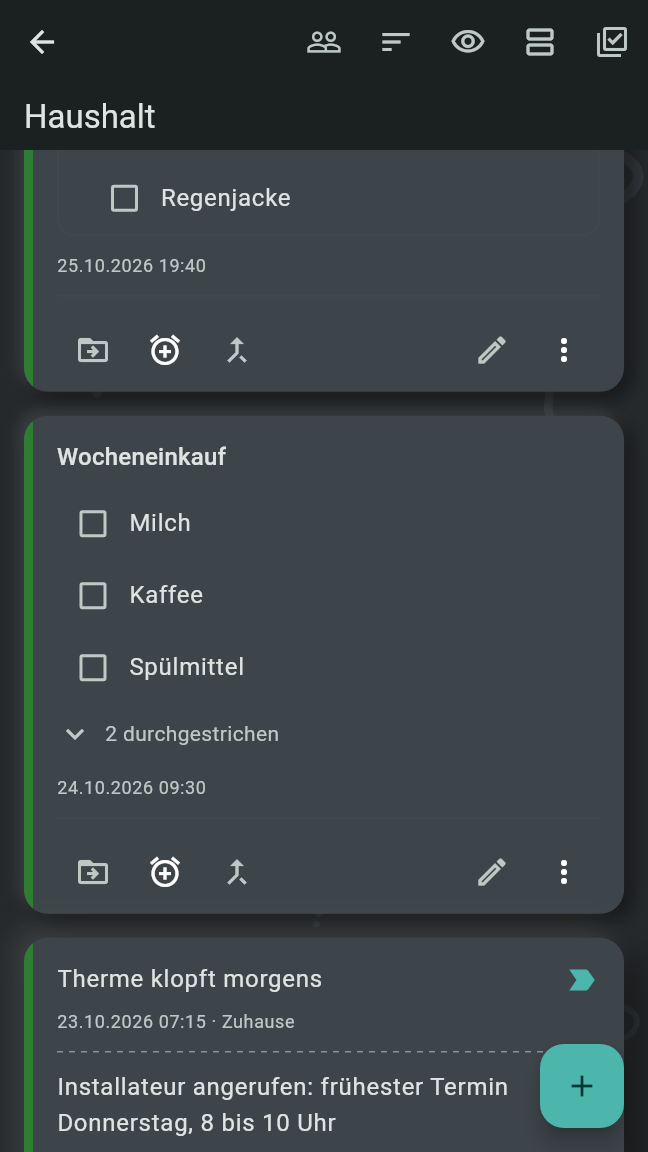 Haushalt
Regenjacke
25.10.2026 19:40
Wocheneinkauf
Milch
Kaffee
Spülmittel
2 durchgestrichen
24.10.2026 09:30
Therme klopft morgens
23.10.2026 07:15 · Zuhause
Installateur angerufen: frühester Termin
Donnerstag, 8 bis 10 Uhr